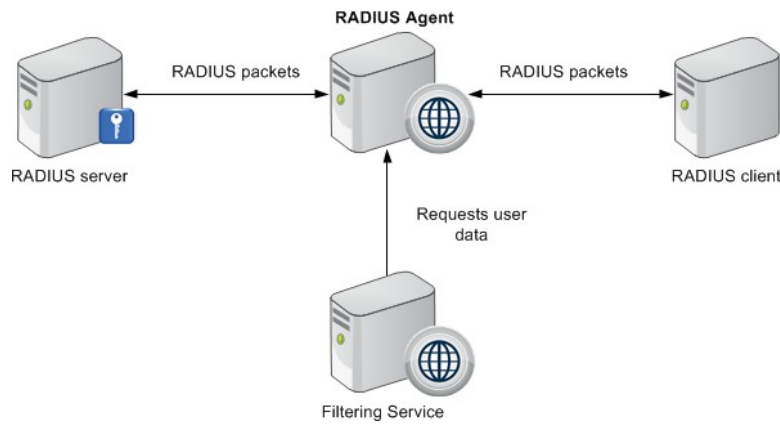 RADIUS Agent
RADIUS packets
RADIUS packets
RADIUS server
RADIUS client
Requests user
data
Filtering Service